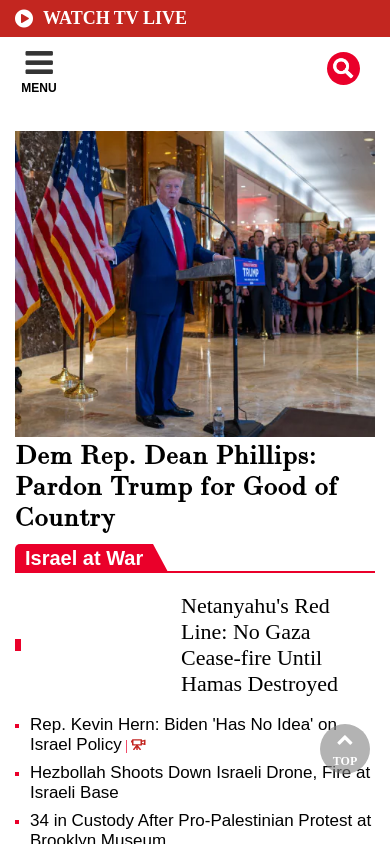 WATCH TV LIVE
MENU
TRUMP
Dem Rep. Dean Phillips:
Pardon Trump for Good of
Country
Israel at War
Netanyahu's Red
Line: No Gaza
Cease-fire Until
Hamas Destroyed
Rep. Kevin Hern: Biden 'Has No Idea' on
Israel Policy |
Hezbollah Shoots Down Israeli Drone, Fire at
Israeli Base
TOP
34 in Custody After Pro-Palestinian Protest at
Brooklyn Museum